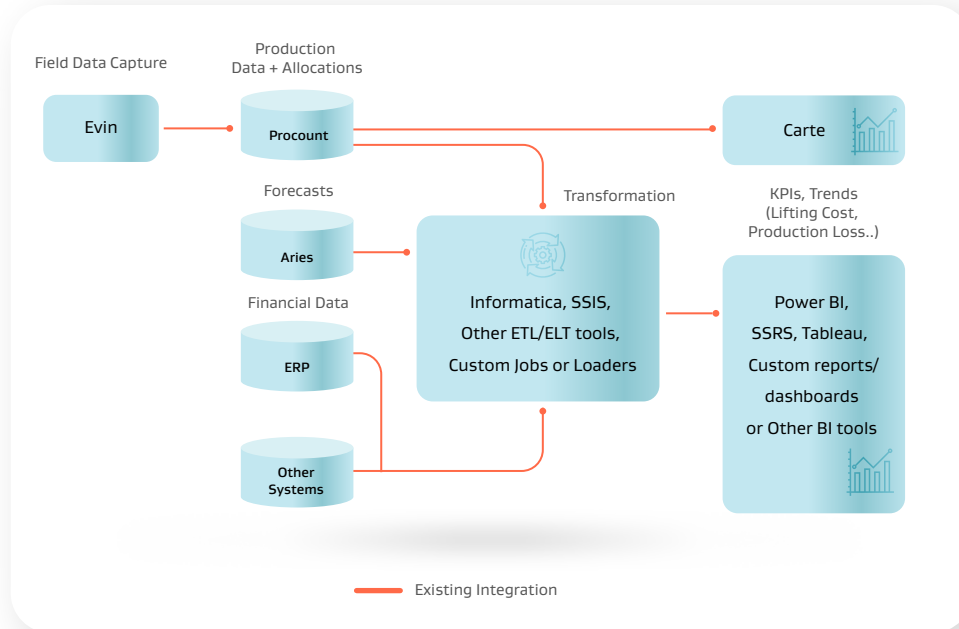 Field Data Capture
Production
Data + Allocations
Evin
Procount
Carte
Forecasts
Aries
Transformation
KPIs, Trends
(Lifting Cost,
Production Loss..)
Financial Data
ERP
Other
Systems
Informatica, SSIS,
Other ETL/ELT tools,
Custom Jobs or Loaders
Power BI,
SSRS, Tableau,
Custom reports/
dashboards
or Other BI tools
Existing Integration